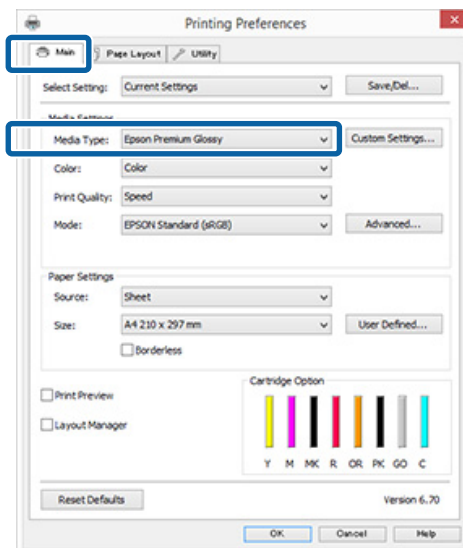 Printing Preferences
Main Page Layout Utility
Select Setting: Current Settings Save/Del...
Media Settings
Media Type: Epson Premium Glossy Custom Settings...
Color: Color
Print Quality: Speed
Mode: EPSON Standard (sRGB) Advanced...
Paper Settings
Source: Sheet
Size: A4 210 x 297 mm User Defined...
Borderless
Cartridge Option
Print Preview
Layout Manager
Y M MK R OR PK GO C
Reset Defaults Version 6.70
OK Cancel Help